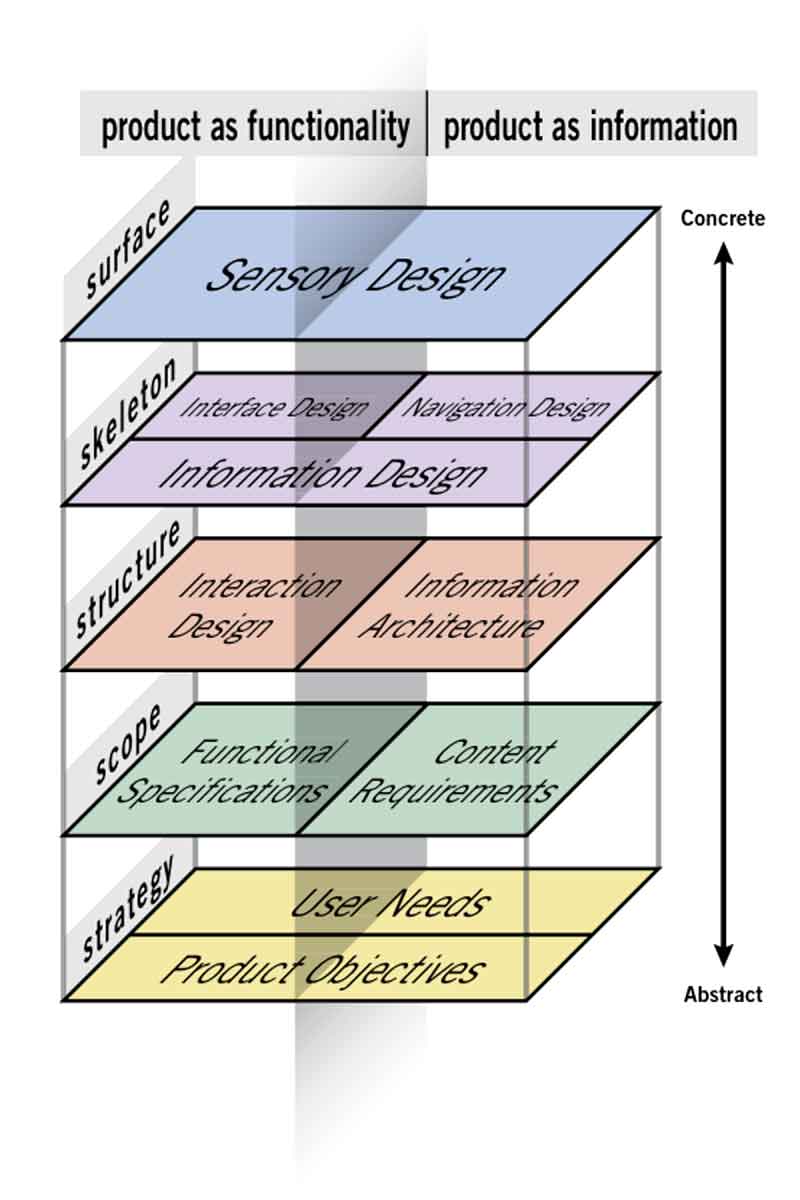 product as functionality
product as information
Concrete
surface
Sensory Design
skeleton
Interface Design
Navigation Design
Information Design
structure
Interaction
Design
Information
Architecture
scope
Functional
Specifications
Content
Requirements
strategy
User Needs
Product Objectives
Abstract